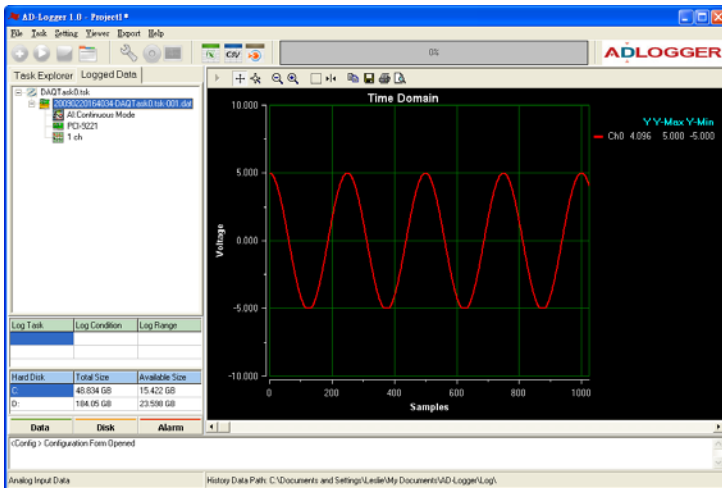 AD-Logger 1.0 - Project1 *
File Task Setting Viewer Export Help
CSV
0%
ADLOGGER
Task Explorer Logged Data
DAQTask0.tsk
20090220164034-DAQTask0.tsk-001.dat
AI:Continuous Mode
PCI-9221
1 ch
Time Domain
Y Y-Max Y-Min
Ch0 4.096 5.000 -5.000
10.000
5.000
0.000
-5.000
-10.000
Voltage
0 200 400 600 800 1000
Samples
Log Task Log Condition Log Range
Hard Disk Total Size Available Size
C: 48.834 GB 15.422 GB
D: 184.05 GB 23.598 GB
Data Disk Alarm
<Config > Configuration Form Opened
Analog Input Data
History Data Path: C:\Documents and Settings\Leslie\My Documents\AD-Logger\Log\